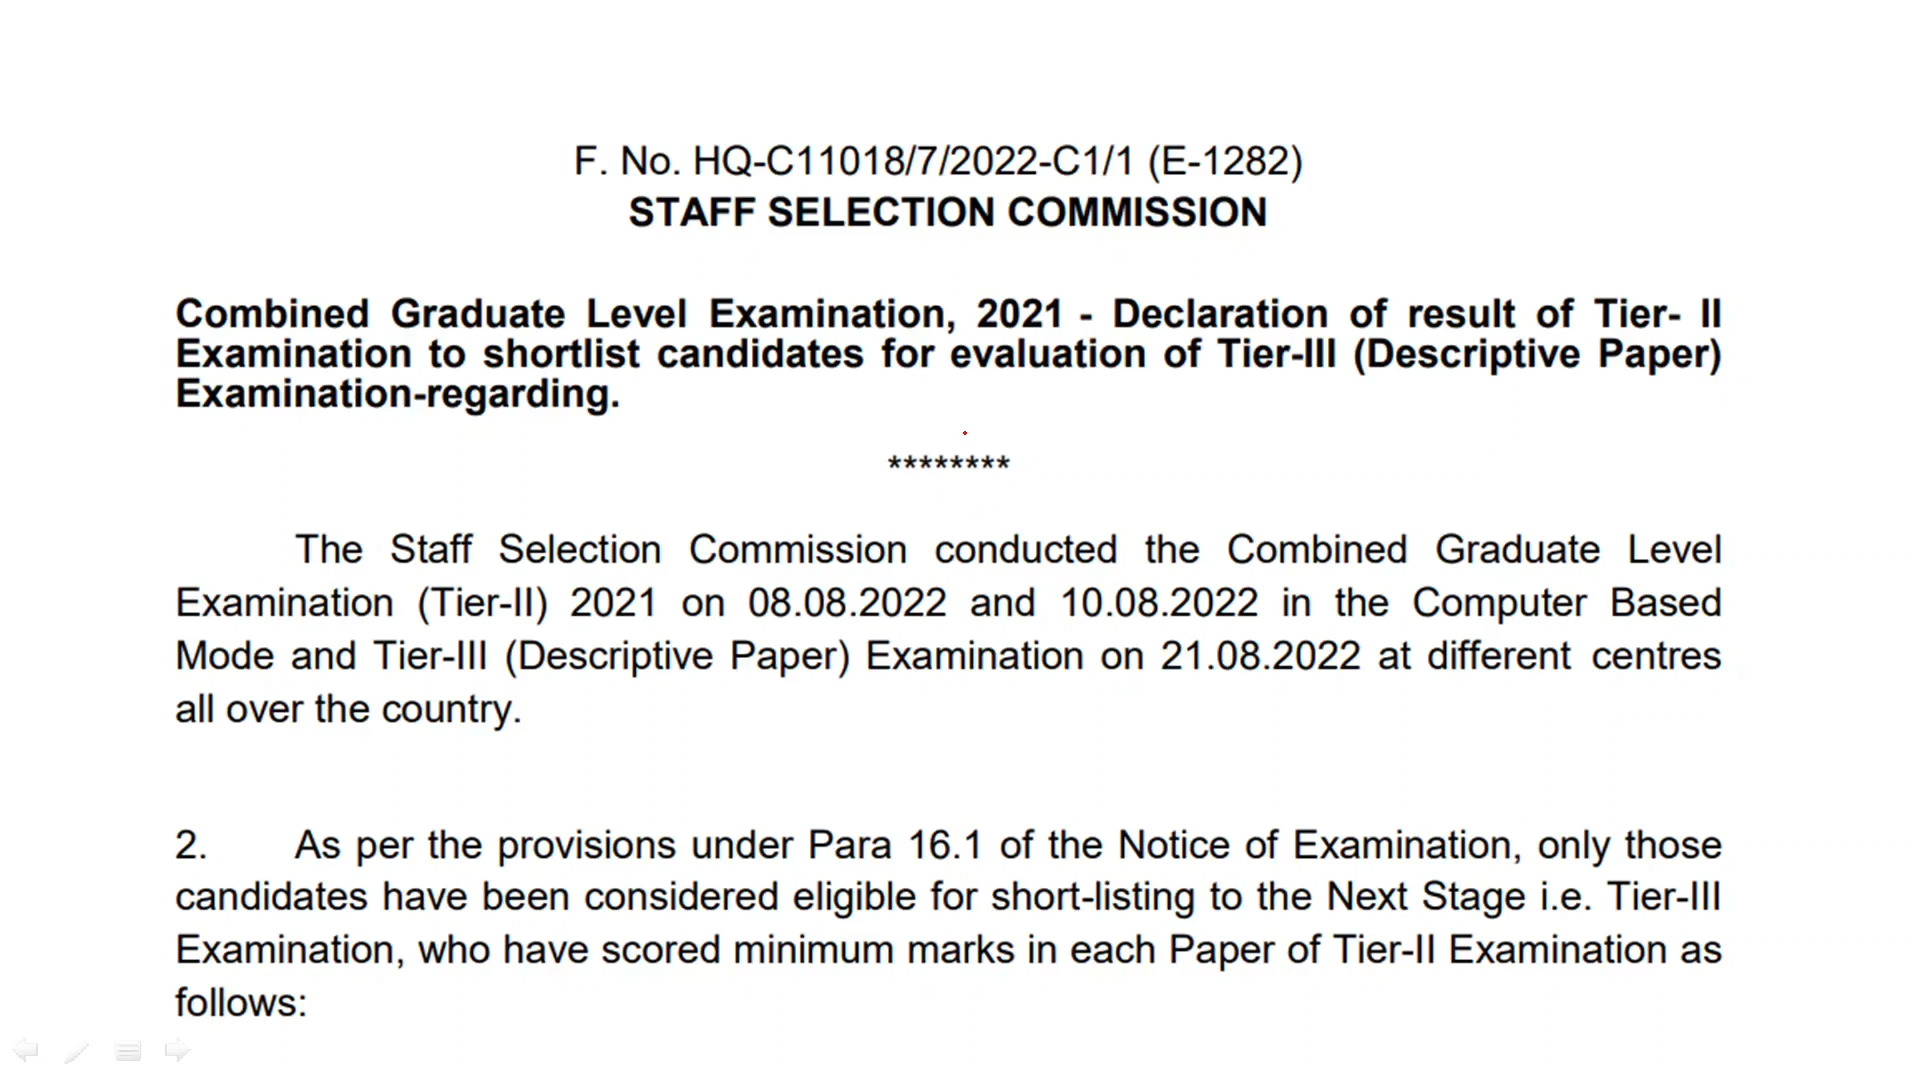 F. No. HQ-C11018/7/2022-C1/1 (E-1282)
STAFF SELECTION COMMISSION
Combined Graduate Level Examination, 2021 - Declaration of result of Tier- II
Examination to shortlist candidates for evaluation of Tier-III (Descriptive Paper)
Examination-regarding.
********
The Staff Selection Commission conducted the Combined Graduate Level
Examination (Tier-II) 2021 on 08.08.2022 and 10.08.2022 in the Computer Based
Mode and Tier-III (Descriptive Paper) Examination on 21.08.2022 at different centres
all over the country.
2. As per the provisions under Para 16.1 of the Notice of Examination, only those
candidates have been considered eligible for short-listing to the Next Stage i.e. Tier-III
Examination, who have scored minimum marks in each Paper of Tier-II Examination as
follows: